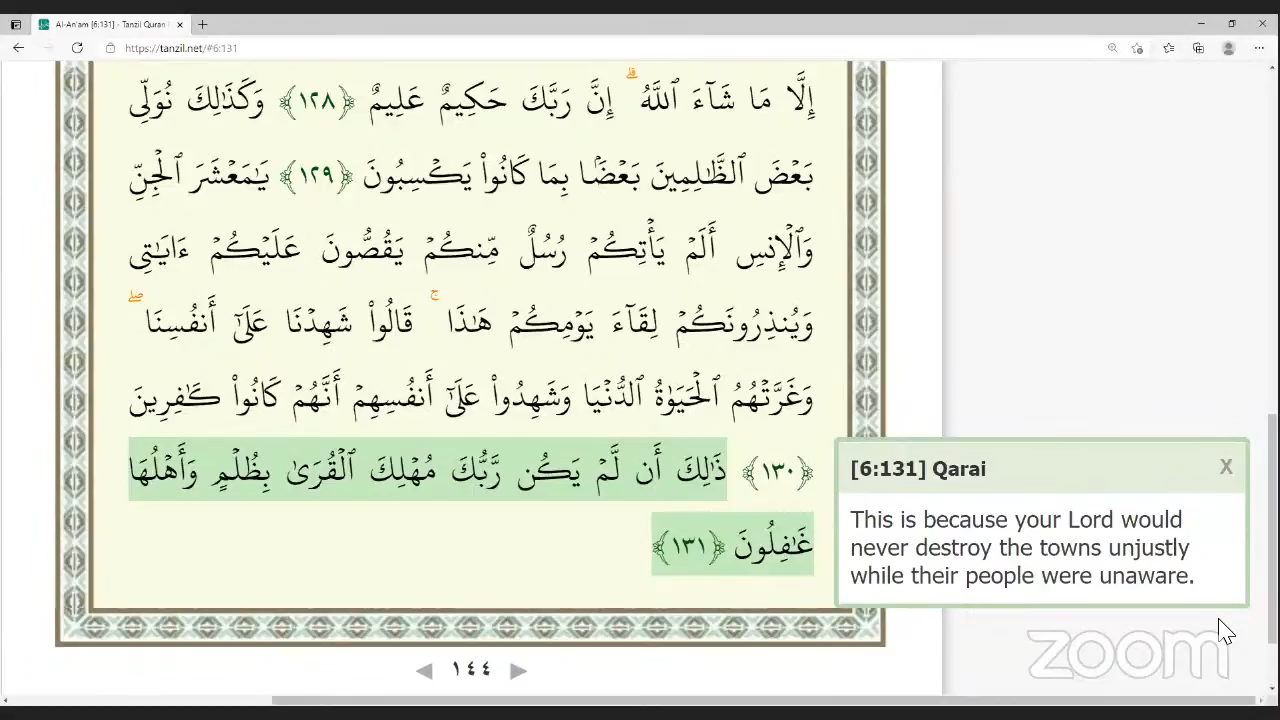 Al-An'am [6:131] - Tanzil Quran
https://tanzil.net/#6:131
إِلَّا مَا شَآءَ ٱللَّهُ ۗ إِنَّ رَبَّكَ حَكِيمٌ عَلِيمٌ ﴿١٢٨﴾ وَكَذَٰلِكَ نُوَلِّى
بَعْضَ ٱلظَّـٰلِمِينَ بَعْضًۢا بِمَا كَانُوا۟ يَكْسِبُونَ ﴿١٢٩﴾ يَـٰمَعْشَرَ ٱلْجِنِّ
وَٱلْإِنسِ أَلَمْ يَأْتِكُمْ رُسُلٌ مِّنكُمْ يَقُصُّونَ عَلَيْكُمْ ءَايَـٰتِى
وَيُنذِرُونَكُمْ لِقَآءَ يَوْمِكُمْ هَـٰذَا ۚ قَالُوا۟ شَهِدْنَا عَلَىٰٓ أَنفُسِنَا ۖ
وَغَرَّتْهُمُ ٱلْحَيَوٰةُ ٱلدُّنْيَا وَشَهِدُوا۟ عَلَىٰٓ أَنفُسِهِمْ أَنَّهُمْ كَانُوا۟ كَـٰفِرِينَ
﴿١٣٠﴾ ذَٰلِكَ أَن لَّمْ يَكُن رَّبُّكَ مُهْلِكَ ٱلْقُرَىٰ بِظُلْمٍ وَأَهْلُهَا
غَـٰفِلُونَ ﴿١٣١﴾
[6:131] Qarai X
This is because your Lord would
never destroy the towns unjustly
while their people were unaware.
zoom
١٤٤